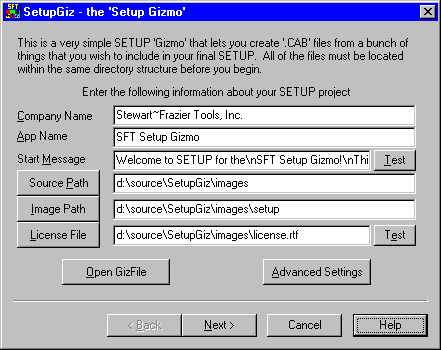 SFT
SetupGiz - the 'Setup Gizmo'
This is a very simple SETUP 'Gizmo' that lets you create '.CAB' files from a bunch of
things that you wish to include in your final SETUP. All of the files must be located
within the same directory structure before you begin.
Enter the following information about your SETUP project
Company Name Stewart~Frazier Tools, Inc.
App Name SFT Setup Gizmo
Start Message Welcome to SETUP for the\nSFT Setup Gizmo!\nThi Test
Source Path d:\source\SetupGiz\images
Image Path d:\source\SetupGiz\images\setup
License File d:\source\SetupGiz\images\license.rtf Test
Open GizFile Advanced Settings
< Back Next > Cancel Help